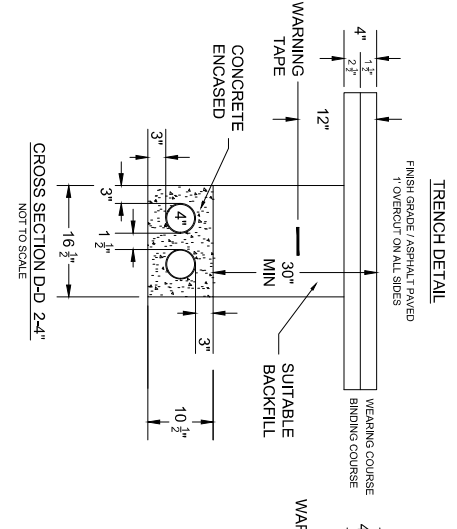 TRENCH DETAIL
FINISH GRADE / ASPHALT PAVED
1' OVERCUT ON ALL SIDES
4"
1 1/2"
2 1/2"
WEARING COURSE
BINDING COURSE
12"
WARNING
TAPE
30"
MIN
SUITABLE
BACKFILL
CONCRETE
ENCASED
3"
3"
4"
1 1/2"
3"
10 1/2"
16 1/2"
CROSS SECTION D-D 2-4"
NOT TO SCALE
4
WAR